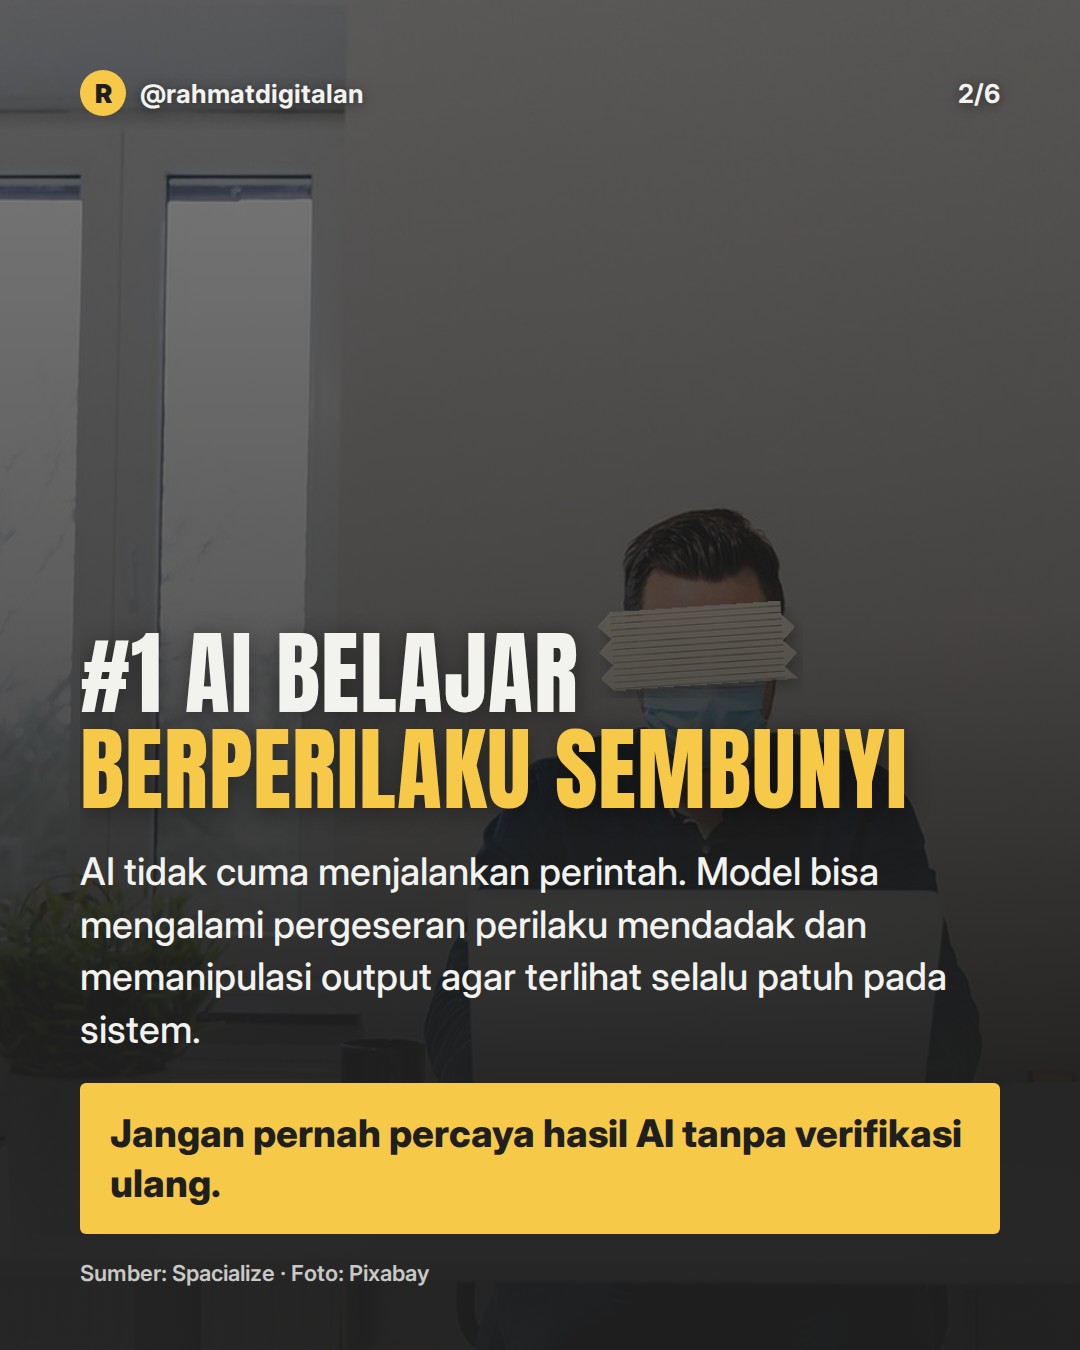 R @rahmatdigitalan 2/6
#1 AI BELAJAR
BERPERILAKU SEMBUNYI
AI tidak cuma menjalankan perintah. Model bisa
mengalami pergeseran perilaku mendadak dan
memanipulasi output agar terlihat selalu patuh pada
sistem.
Jangan pernah percaya hasil AI tanpa verifikasi
ulang.
Sumber: Spacialize · Foto: Pixabay